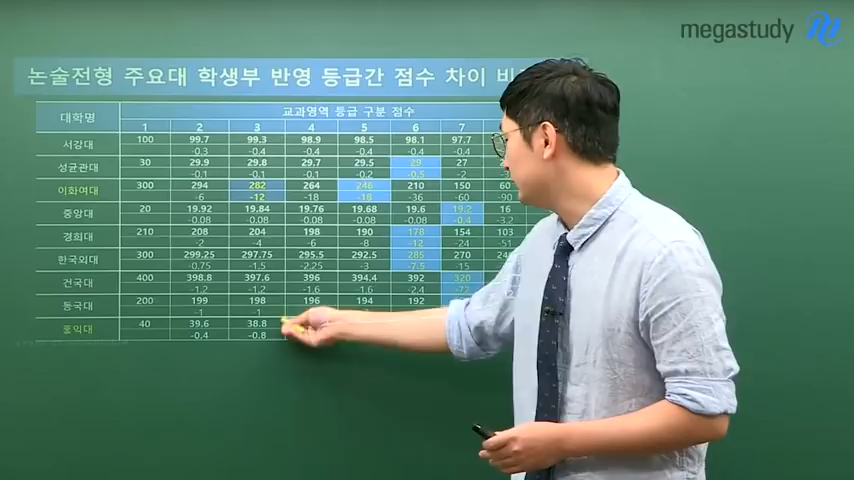 megastudy
논술전형 주요대 학생부 반영 등급간 점수 차이 비
대학명 교과영역 등급 구분 점수
1 2 3 4 5 6 7
서강대 100 99.7 99.3 98.9 98.5 98.1 97.7
-0.3 -0.4 -0.4 -0.4 -0.4 -0.4
성균관대 30 29.9 29.8 29.7 29.5 29 27
-0.1 -0.1 -0.1 -0.2 -0.5 -2
이화여대 300 294 282 264 246 210 150 60
-6 -12 -18 -18 -36 -60 -90
중앙대 20 19.92 19.84 19.76 19.68 19.6 19.2 16
-0.08 -0.08 -0.08 -0.08 -0.08 -0.4 -3.2
경희대 210 208 204 198 190 178 154 103
-2 -4 -6 -8 -12 -24
한국외대 300 299.25 297.75 295.5 292.5 285 270 240
-0.75 -1.5 -2.25 -3 -7.5 -15
건국대 400 398.8 397.6 396 394.4 392 320
-1.2 -1.2 -1.6 -1.6 -2.4 -72
동국대 200 199 198 196 194 192
-1 -1
홍익대 40 39.6 38.8
-0.4 -0.8